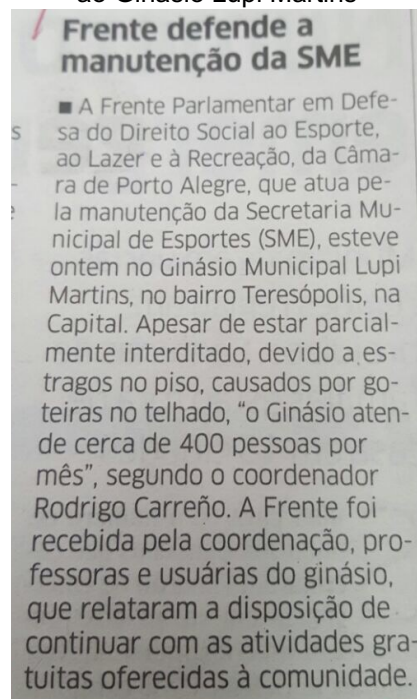 ao Ginásio Lupi Martins
Frente defende a
manutenção da SME
■ A Frente Parlamentar em Defe-
sa do Direito Social ao Esporte,
ao Lazer e à Recreação, da Câma-
ra de Porto Alegre, que atua pe-
la manutenção da Secretaria Mu-
nicipal de Esportes (SME), esteve
ontem no Ginásio Municipal Lupi
Martins, no bairro Teresópolis, na
Capital. Apesar de estar parcial-
mente interditado, devido a es-
tragos no piso, causados por go-
teiras no telhado, “o Ginásio aten-
de cerca de 400 pessoas por
mês”, segundo o coordenador
Rodrigo Carreño. A Frente foi
recebida pela coordenação, pro-
fessoras e usuárias do ginásio,
que relataram a disposição de
continuar com as atividades gra-
tuitas oferecidas à comunidade.